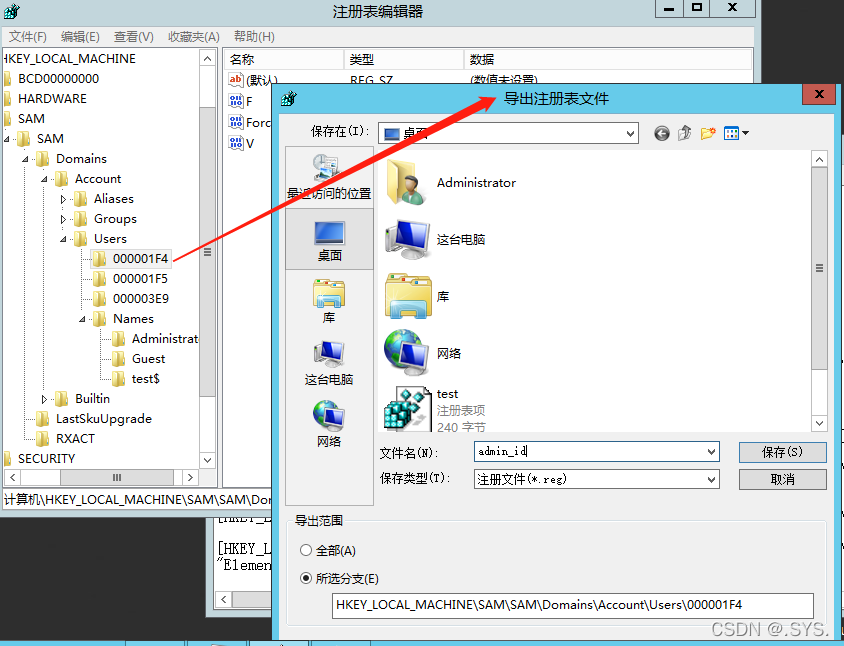 注册表编辑器
文件(F) 编辑(E) 查看(V) 收藏夹(A) 帮助(H)
HKEY_LOCAL_MACHINE
BCD00000000
HARDWARE
SAM
SAM
Domains
Account
Aliases
Groups
Users
000001F4
000001F5
000003E9
Names
Administrat
Guest
test$
Builtin
LastSkuUpgrade
RXACT
SECURITY
名称 类型 数据
(默认) REG_SZ (数值未设置)
F
Forc
V
计算机\HKEY_LOCAL_MACHINE\SAM\SAM\Dor
[HKEY_L
"Elemen
导出注册表文件
保存在(I): 桌面
最近访问的位置
桌面
库
这台电脑
网络
Administrator
这台电脑
库
网络
test
注册表项
240 字节
文件名(N): admin_id 保存(S)
保存类型(T): 注册文件(*.reg) 取消
导出范围
全部(A)
所选分支(E)
HKEY_LOCAL_MACHINE\SAM\SAM\Domains\Account\Users\000001F4
CSDN @.SYS.